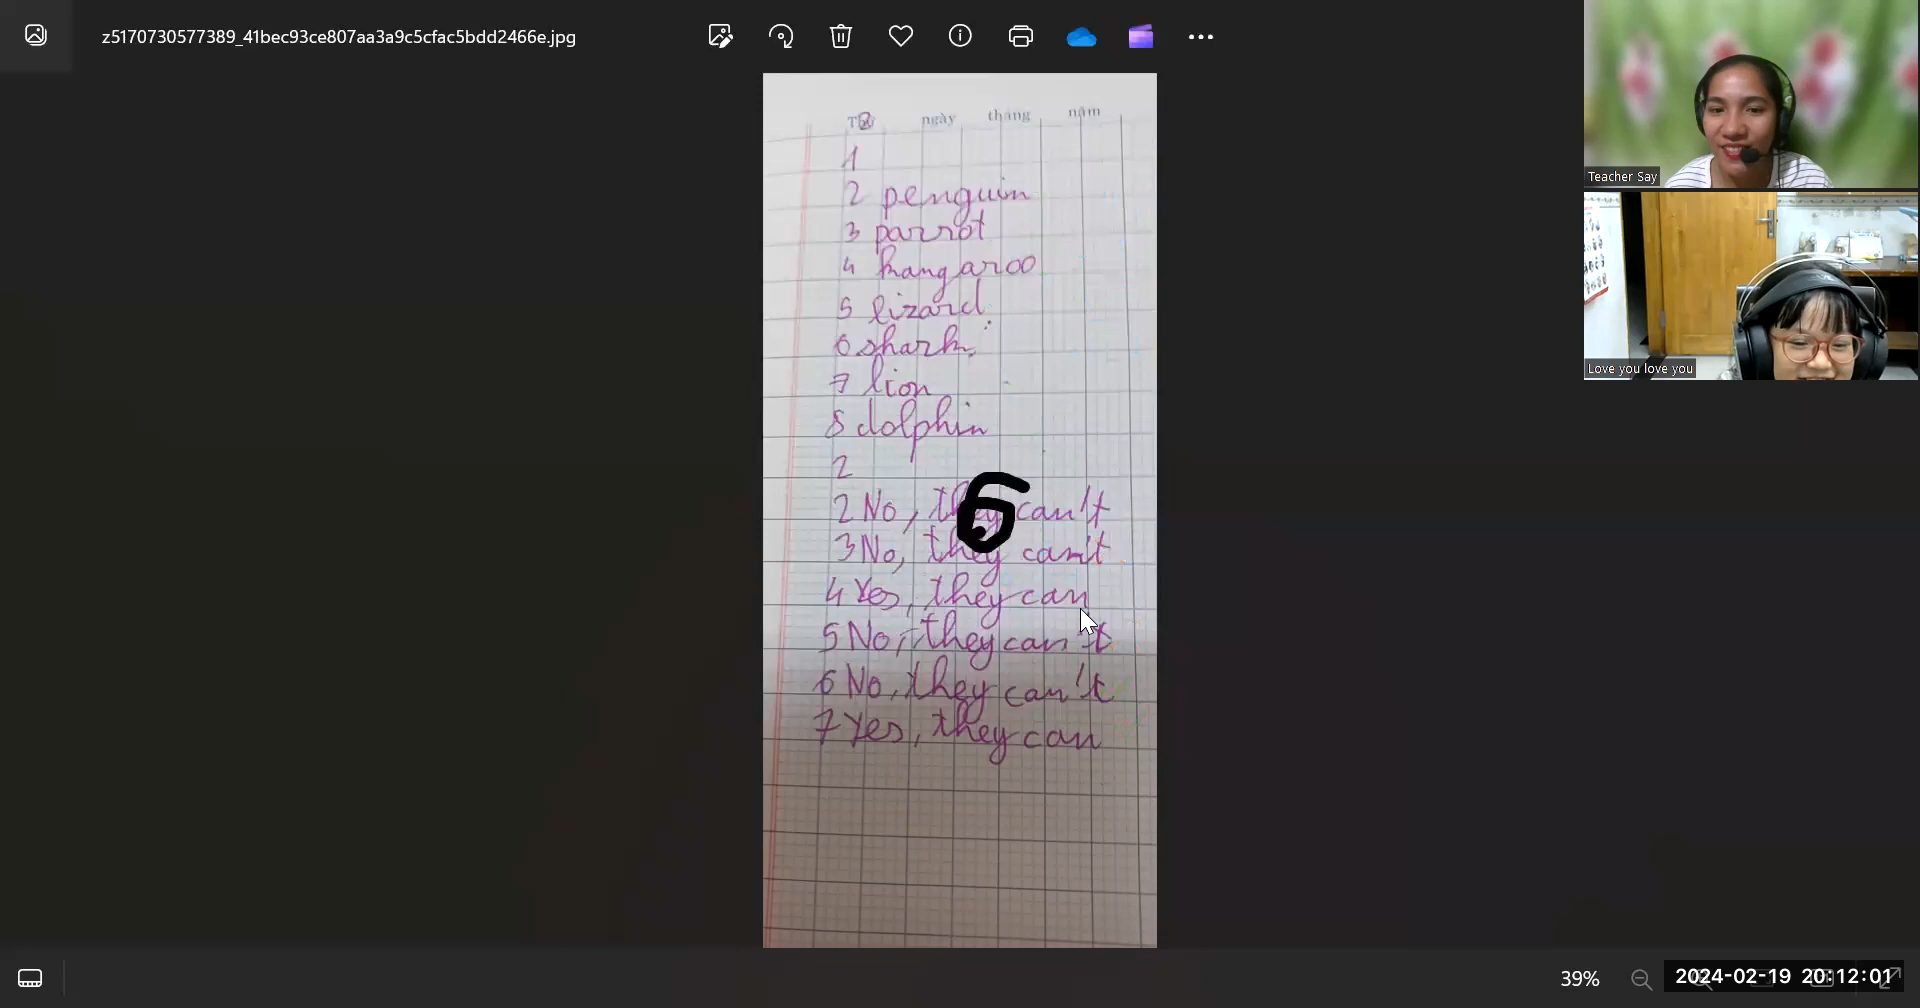 z5170730577389_41bec93ce807aa3a9c5cfac5bdd2466e.jpg
Teacher Say
Love you love you
Thứ ngày tháng năm
1
2 penguin
3 parrot
4 kangaroo
5 lizard
6 shark
7 lion
8 dolphin
2
2 No, they can't
3 No, they can't
4 Yes, they can
5 No, they can't
6 No, they can't
7 Yes, they can
6
39%
2024-02-19 20:12:01